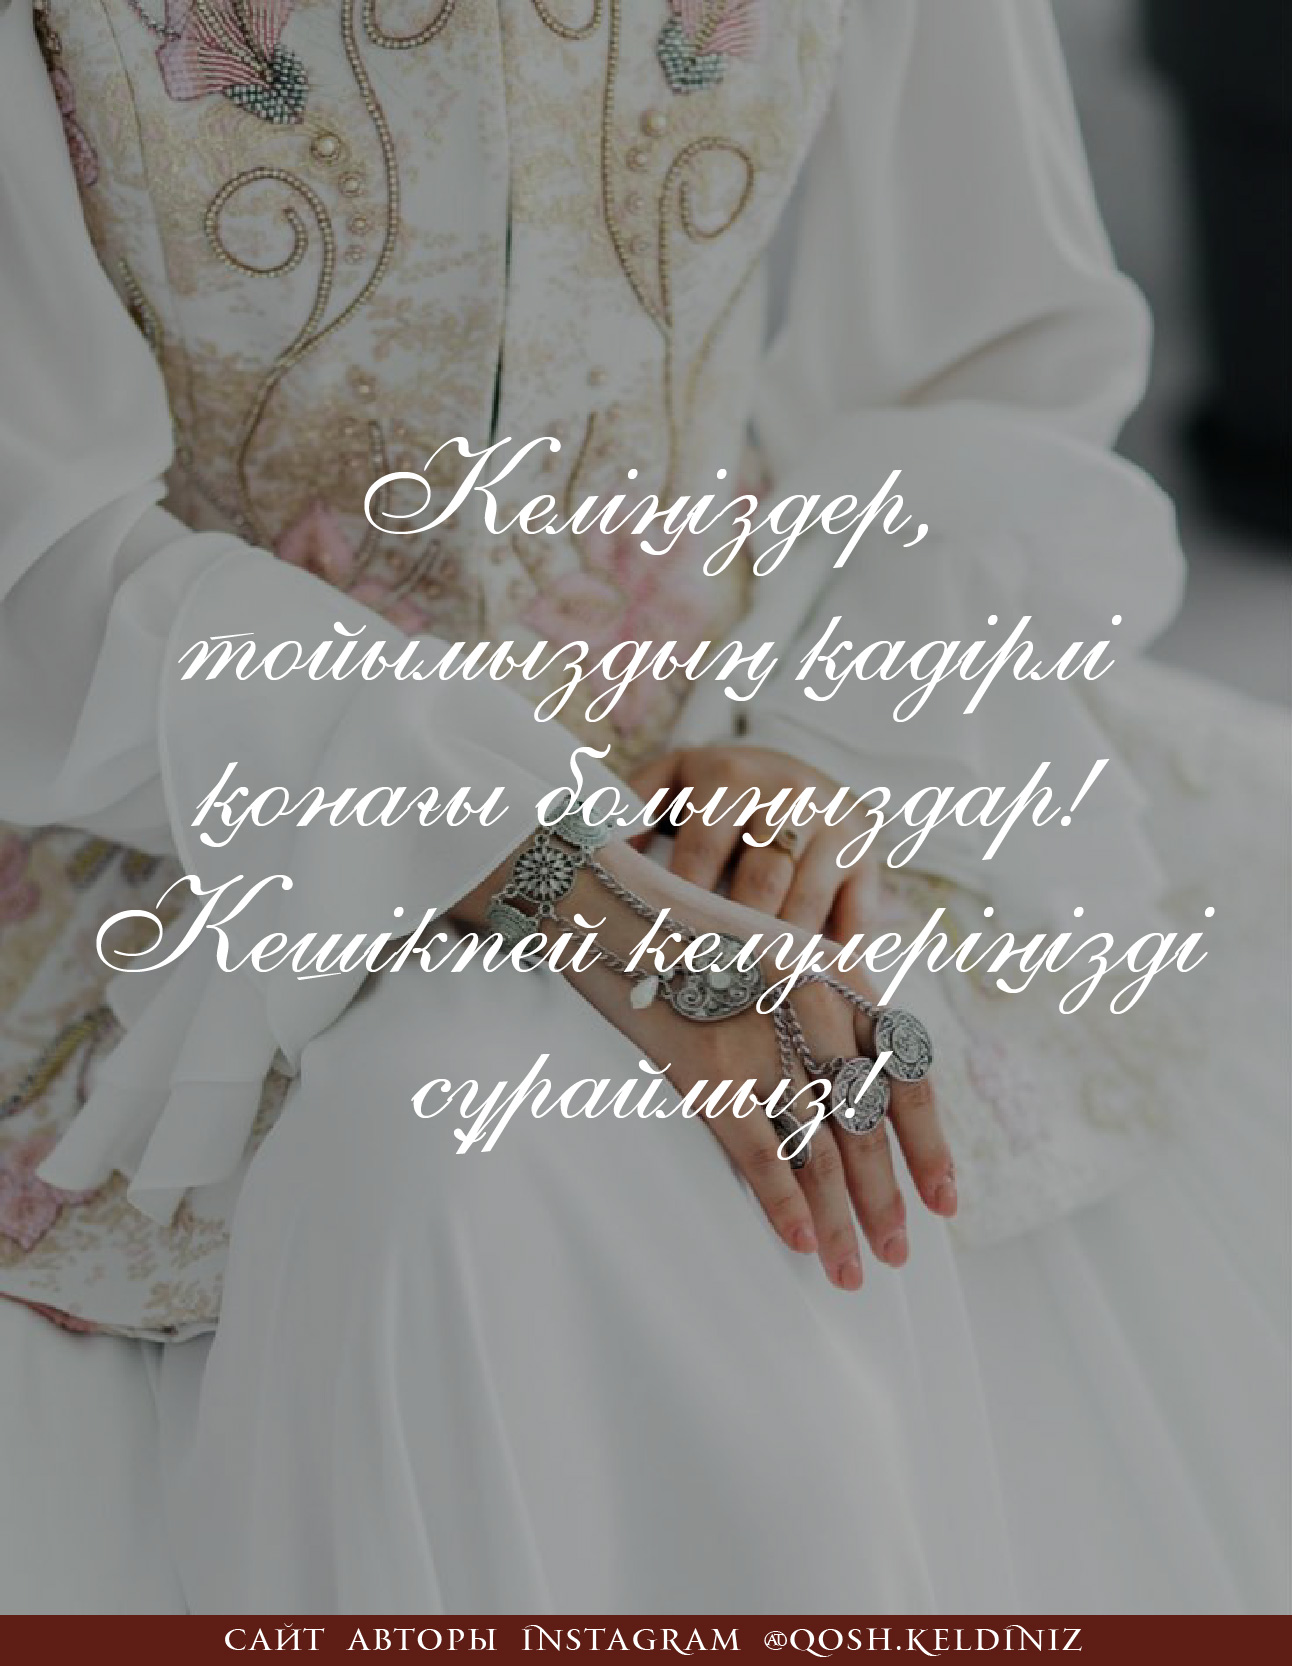 Келіңіздер,
тойымыздың қадірлі
қонағы болыңыздар!
Кешікпей келулеріңізді
сұраймыз!
САЙТ АВТОРЫ INSTAGRAM @QOSH.KELDINIZ